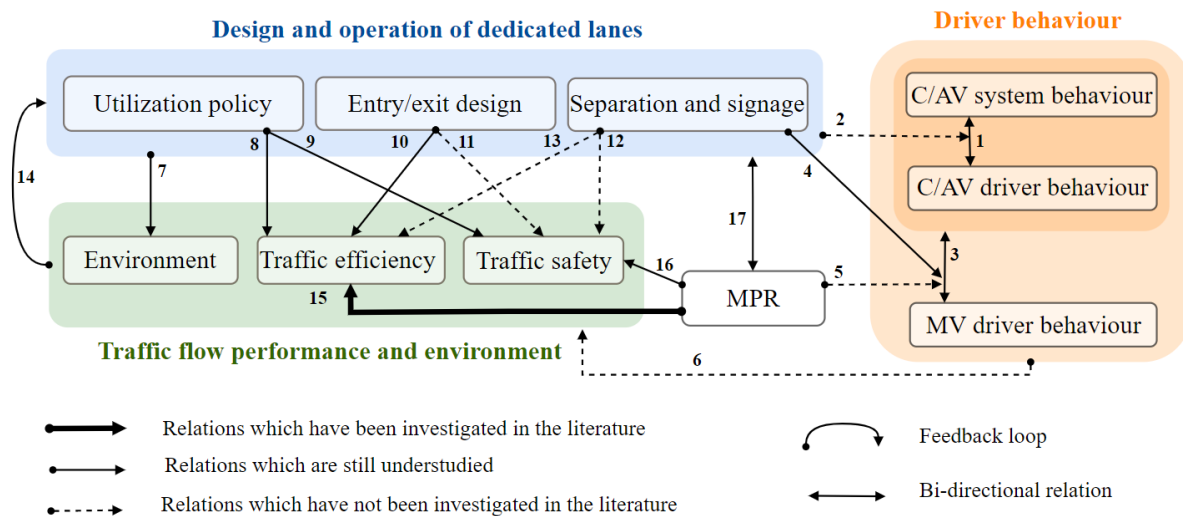 Design and operation of dedicated lanes
Driver behaviour
Utilization policy
Entry/exit design
Separation and signage
C/AV system behaviour
2
1
8
9
10
11
13
12
14
7
4
C/AV driver behaviour
17
3
Environment
Traffic efficiency
Traffic safety
16
5
15
MPR
MV driver behaviour
Traffic flow performance and environment
6
Relations which have been investigated in the literature
Feedback loop
Relations which are still understudied
Bi-directional relation
Relations which have not been investigated in the literature